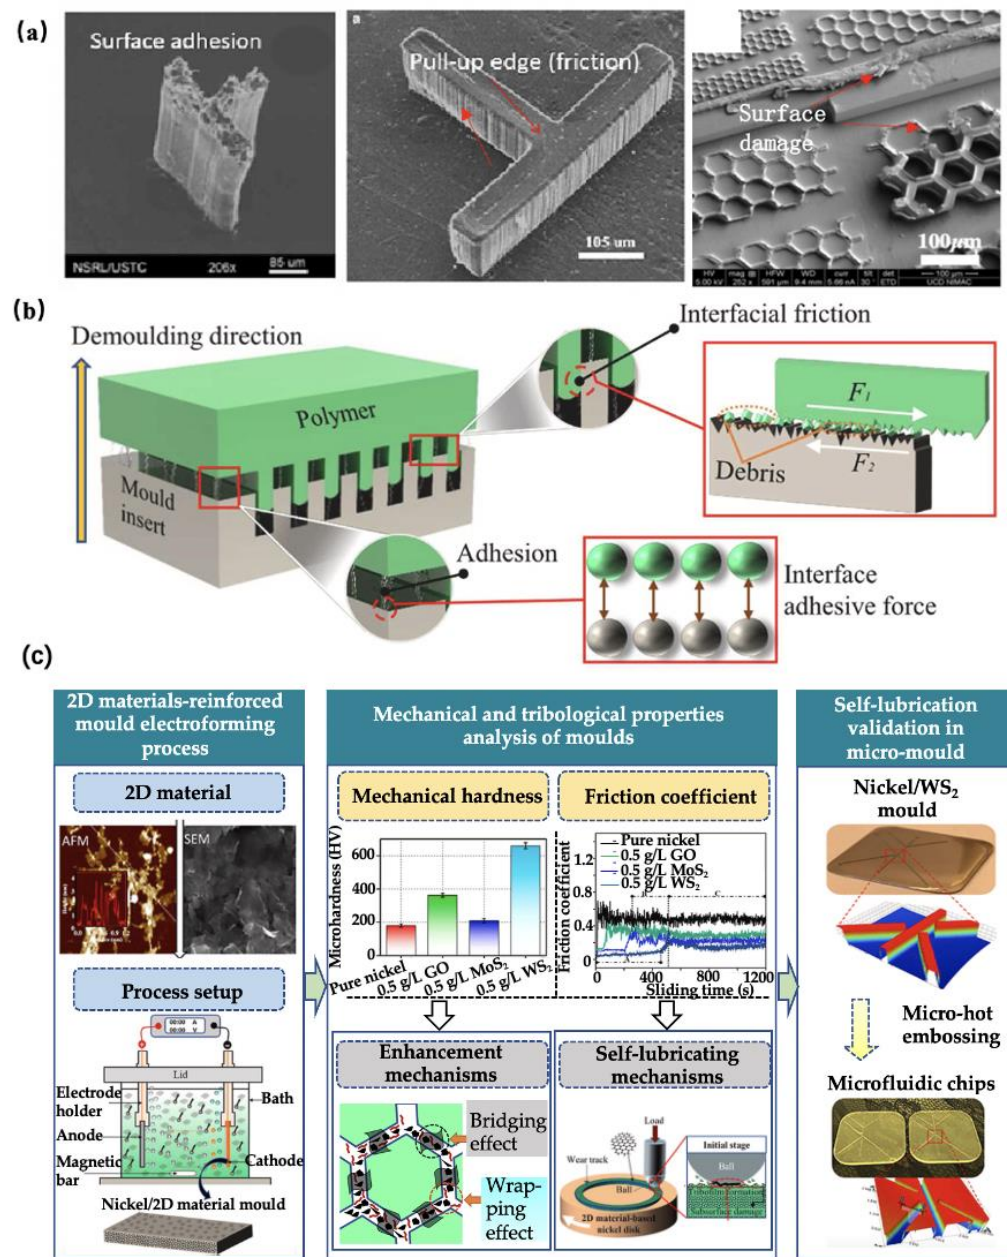 (a)
Surface adhesion
NSRL/USTC
206x
85 um
a
Pull-up edge (friction)
105 um
Surface
damage
100µm
UCD NIMAC
(b)
Demoulding direction
Polymer
Mould
insert
Interfacial friction
F1
F2
Debris
Adhesion
Interface
adhesive force
(c)
2D materials-reinforced
mould electroforming
process
2D material
AFM
SEM
Process setup
Lid
Electrode
holder
Bath
Anode
Magnetic
bar
Cathode
Nickel/2D material mould
Mechanical and tribological properties
analysis of moulds
Mechanical hardness
Microhardness (HV)
600
400
200
0
Pure nickel
0.5 g/L GO
0.5 g/L MoS2
0.5 g/L WS2
Friction coefficient
Friction coefficient
1.2
0.8
0.4
0
Pure nickel
0.5 g/L GO
0.5 g/L MoS2
0.5 g/L WS2
0
400
800
1200
Sliding time (s)
Enhancement
mechanisms
Bridging
effect
Wrap-
ping effect
Self-lubricating
mechanisms
Load
Wear track
Ball
2D material-based
nickel disk
Initial stage
Ball
Tribofilm formation
Subsurface damage
Self-lubrication
validation in
micro-mould
Nickel/WS2
mould
Micro-hot
embossing
Microfluidic chips